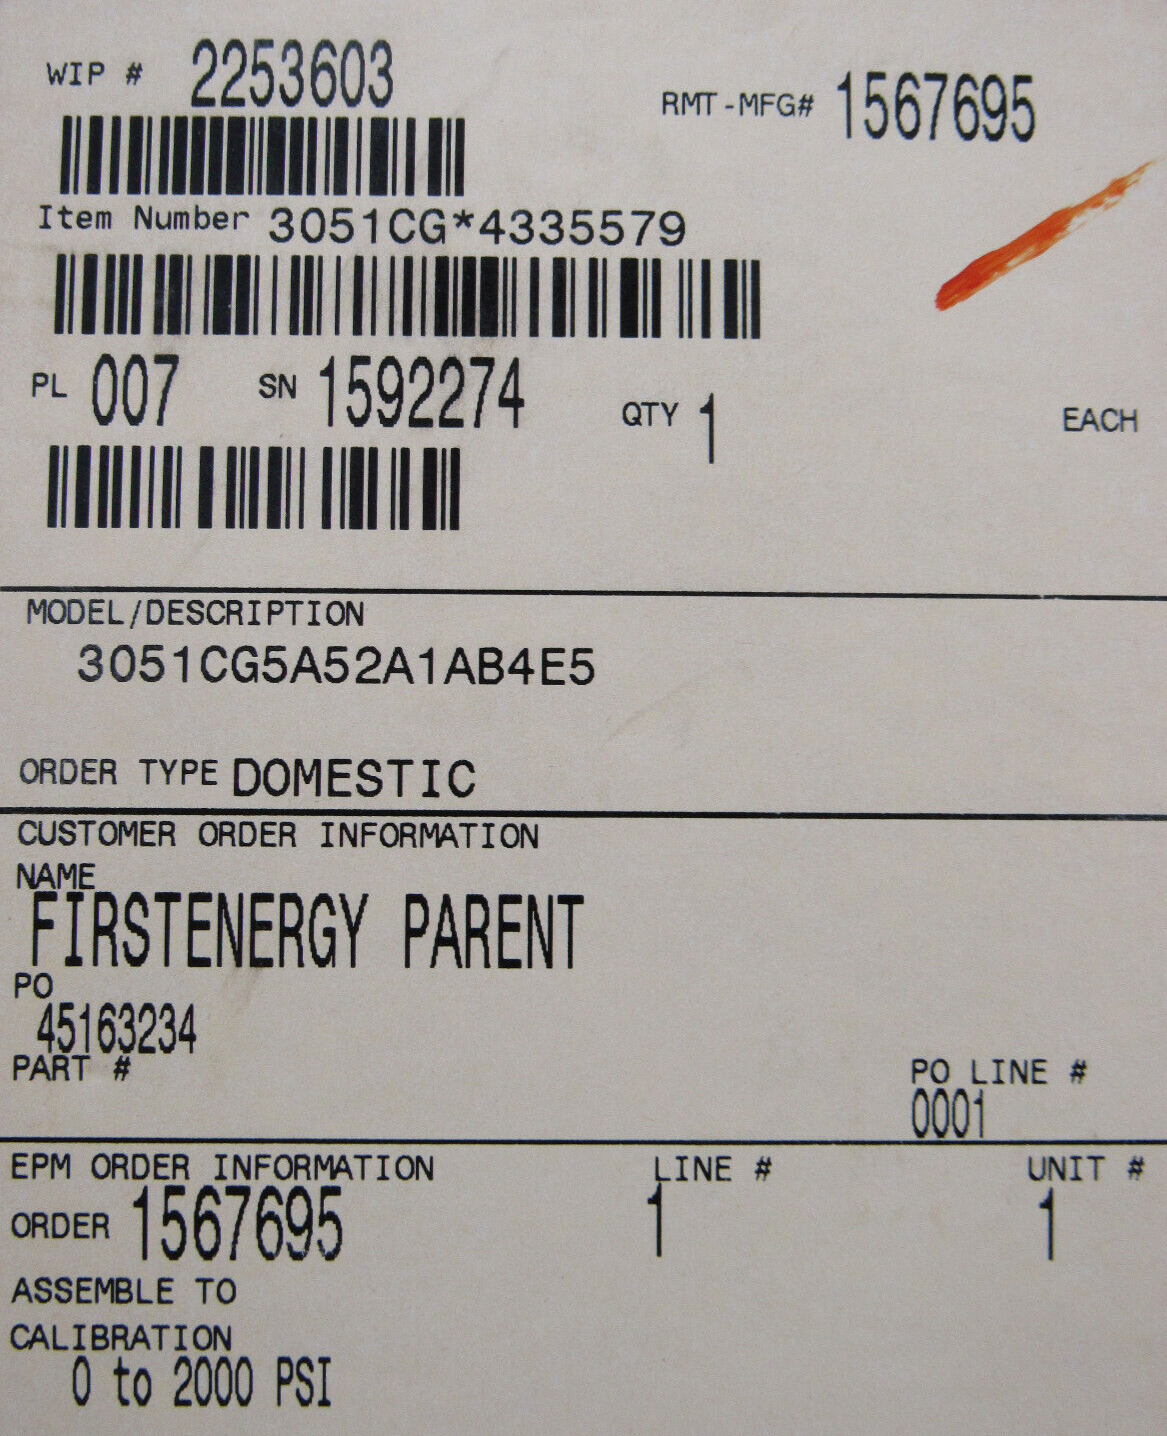 WIP # 2253603
RMT-MFG# 1567695
Item Number 3051CG*4335579
PL 007 SN 1592274 QTY 1 EACH
MODEL/DESCRIPTION
3051CG5A52A1AB4E5
ORDER TYPE DOMESTIC
CUSTOMER ORDER INFORMATION
NAME
FIRSTENERGY PARENT
PO
45163234
PART # PO LINE #
0001
EPM ORDER INFORMATION LINE # UNIT #
ORDER 1567695 1 1
ASSEMBLE TO
CALIBRATION
0 to 2000 PSI